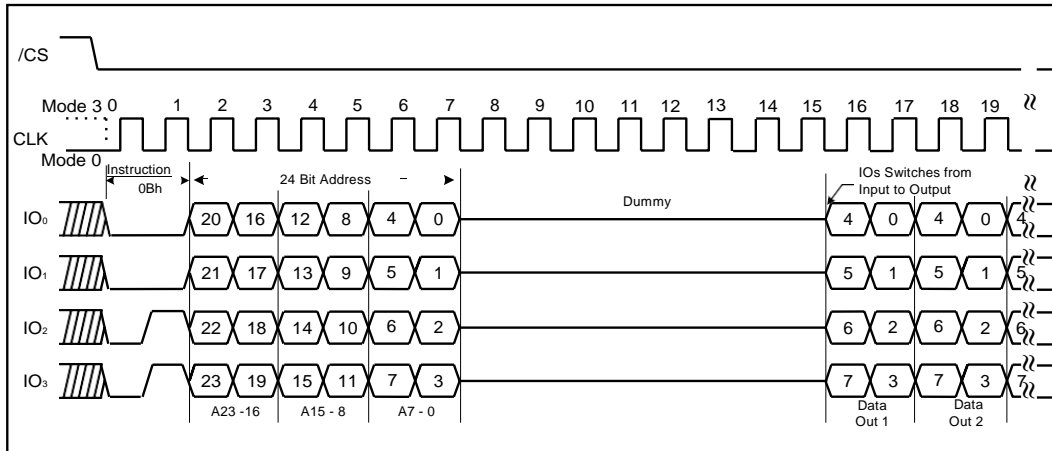 /CS
Mode 3 0 1 2 3 4 5 6 7 8 9 10 11 12 13 14 15 16 17 18 19
CLK
Mode 0
Instruction
0Bh
24 Bit Address
Dummy
IOs Switches from
Input to Output
IO₀ 20 16 12 8 4 0 4 0 4 0 4
IO₁ 21 17 13 9 5 1 5 1 5 1 5
IO₂ 22 18 14 10 6 2 6 2 6 2 6
IO₃ 23 19 15 11 7 3 7 3 7 3 7
A23 -16 A15 - 8 A7 - 0
Data
Out 1
Data
Out 2